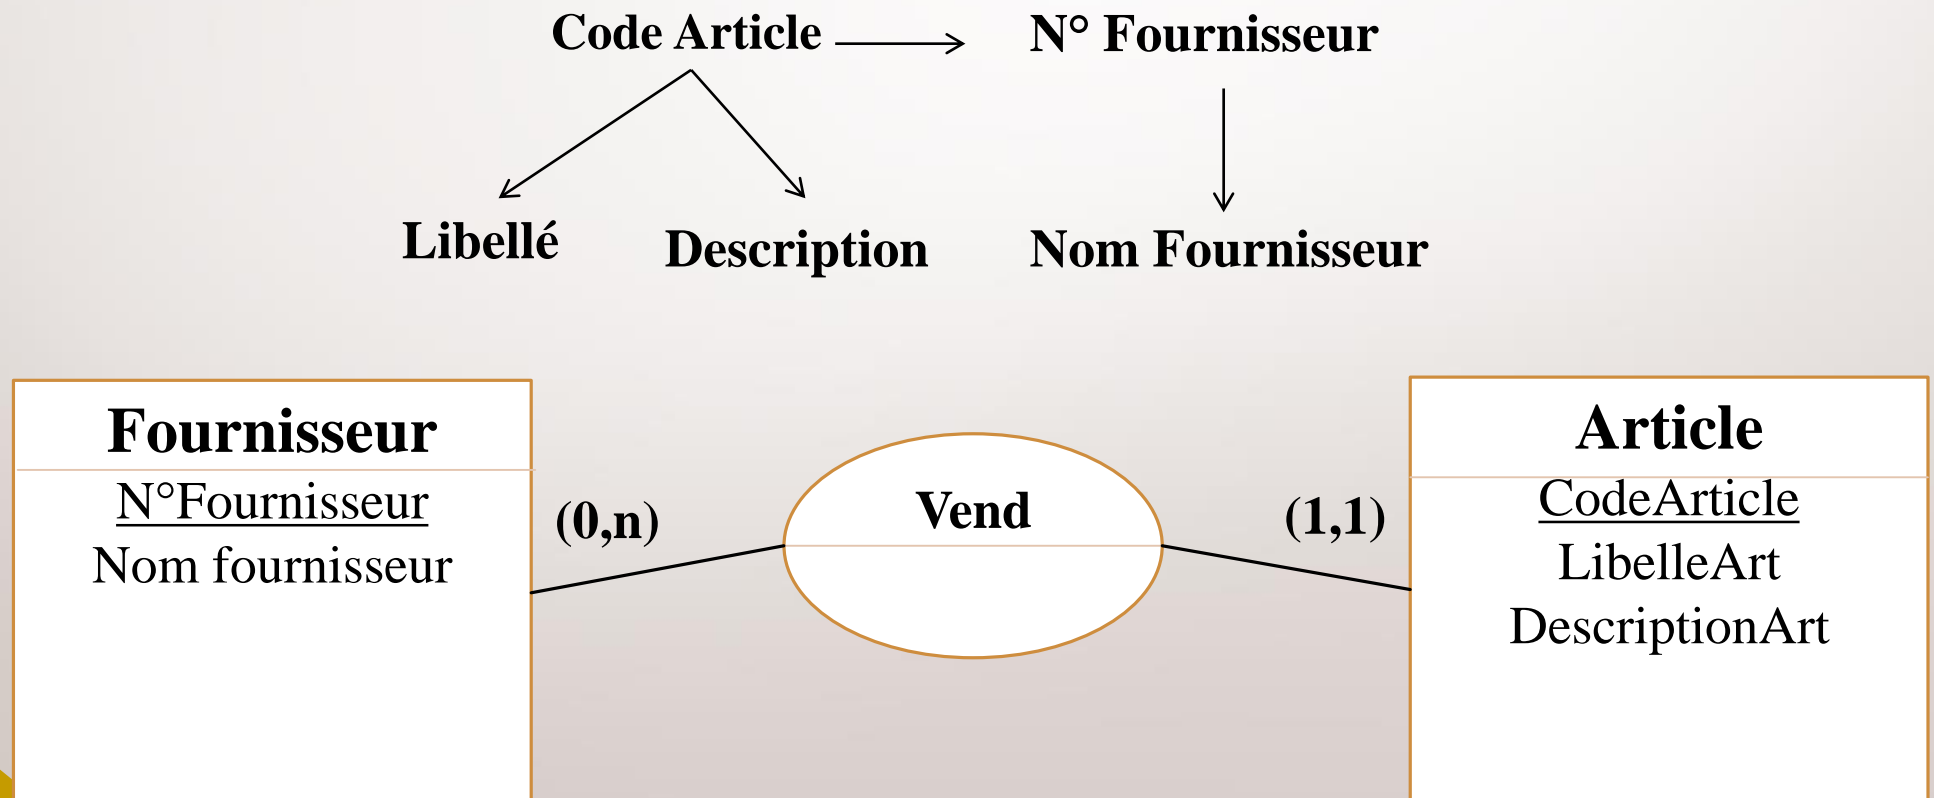 Code Article
N° Fournisseur
Libellé
Description
Nom Fournisseur
Fournisseur
N°Fournisseur
Nom fournisseur
(0,n)
Vend
(1,1)
Article
CodeArticle
LibelleArt
DescriptionArt